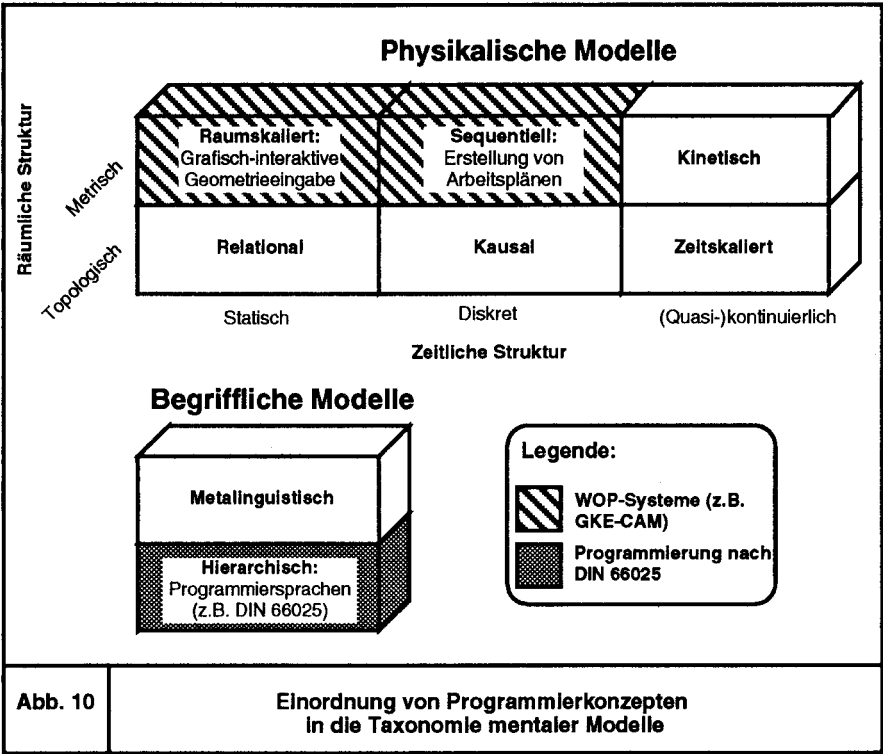 Physikalische Modelle
Räumliche Struktur
Metrisch
Topologisch
Raumskaliert:
Grafisch-interaktive
Geometrieeingabe
Sequentiell:
Erstellung von
Arbeitsplänen
Kinetisch
Relational
Kausal
Zeitskaliert
Statisch
Diskret
(Quasi-)kontinuierlich
Zeitliche Struktur
Begriffliche Modelle
Metalinguistisch
Hierarchisch:
Programmiersprachen
(z.B. DIN 66025)
Legende:
WOP-Systeme (z.B.
GKE-CAM)
Programmierung nach
DIN 66025
Abb. 10
Einordnung von Programmierkonzepten
in die Taxonomie mentaler Modelle